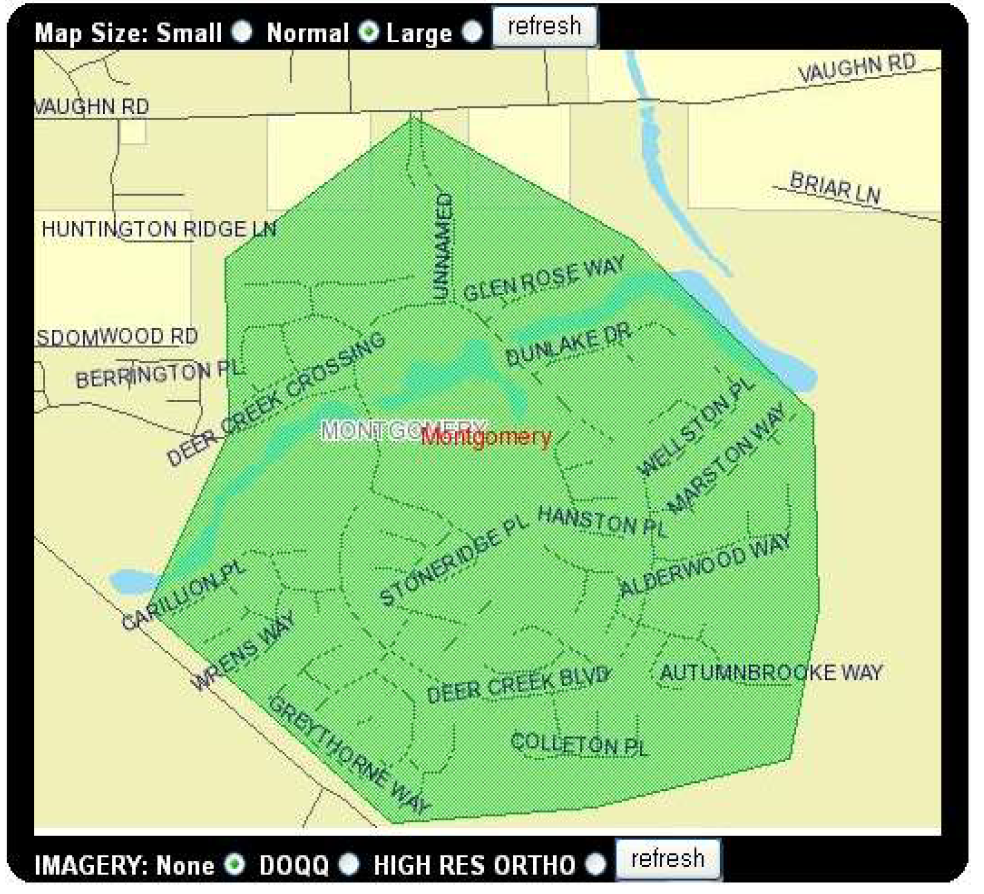 Map Size: Small Normal Large refresh
VAUGHN RD
VAUGHN RD
BRIAR LN
HUNTINGTON RIDGE LN
UNNAMED
GLEN ROSE WAY
SDOMWOOD RD
DUNLAKE DR
BERRINGTON PL
DEER CREEK CROSSING
MONTGOMERY
Montgomery
WELLSTON PL
MARSTON WAY
HANSTON PL
STONERIDGE PL
ALDERWOOD WAY
CARILLION PL
WRENS WAY
AUTUMNBROOKE WAY
DEER CREEK BLVD
GREYTHORNE WAY
COLLETON PL
IMAGERY: None DOQQ HIGH RES ORTHO refresh